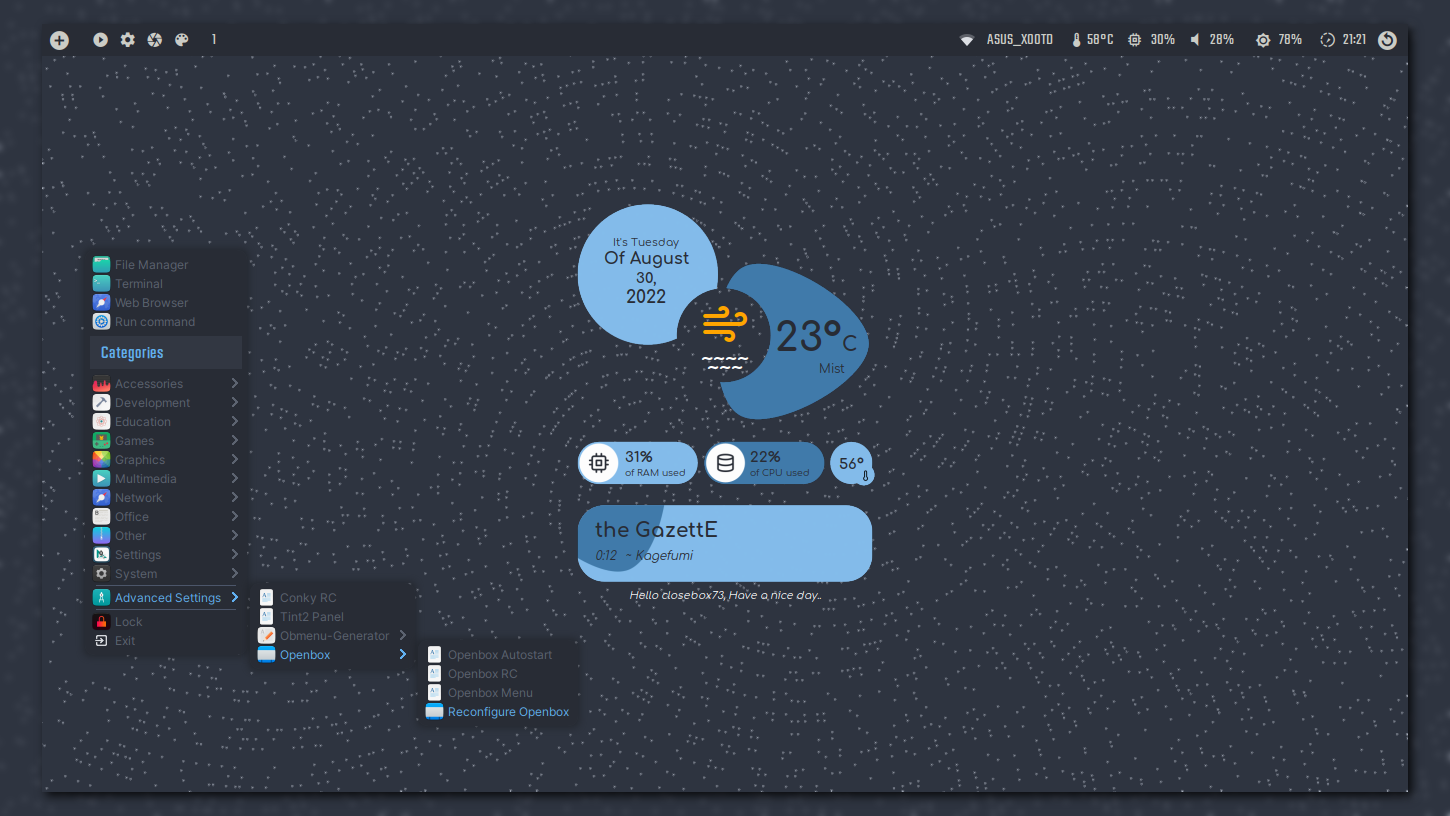 1
ASUS_X00TD
58°C
30%
28%
78%
21:21
It's Tuesday
Of August
30,
2022
23°C
Mist
31%
of RAM used
22%
of CPU used
56°
the GazettE
0:12 ~ Kagefumi
Hello closebox73, Have a nice day..
File Manager
Terminal
Web Browser
Run command
Categories
Accessories
Development
Education
Games
Graphics
Multimedia
Network
Office
Other
Settings
System
Advanced Settings
Lock
Exit
Conky RC
Tint2 Panel
Obmenu-Generator
Openbox
Openbox Autostart
Openbox RC
Openbox Menu
Reconfigure Openbox